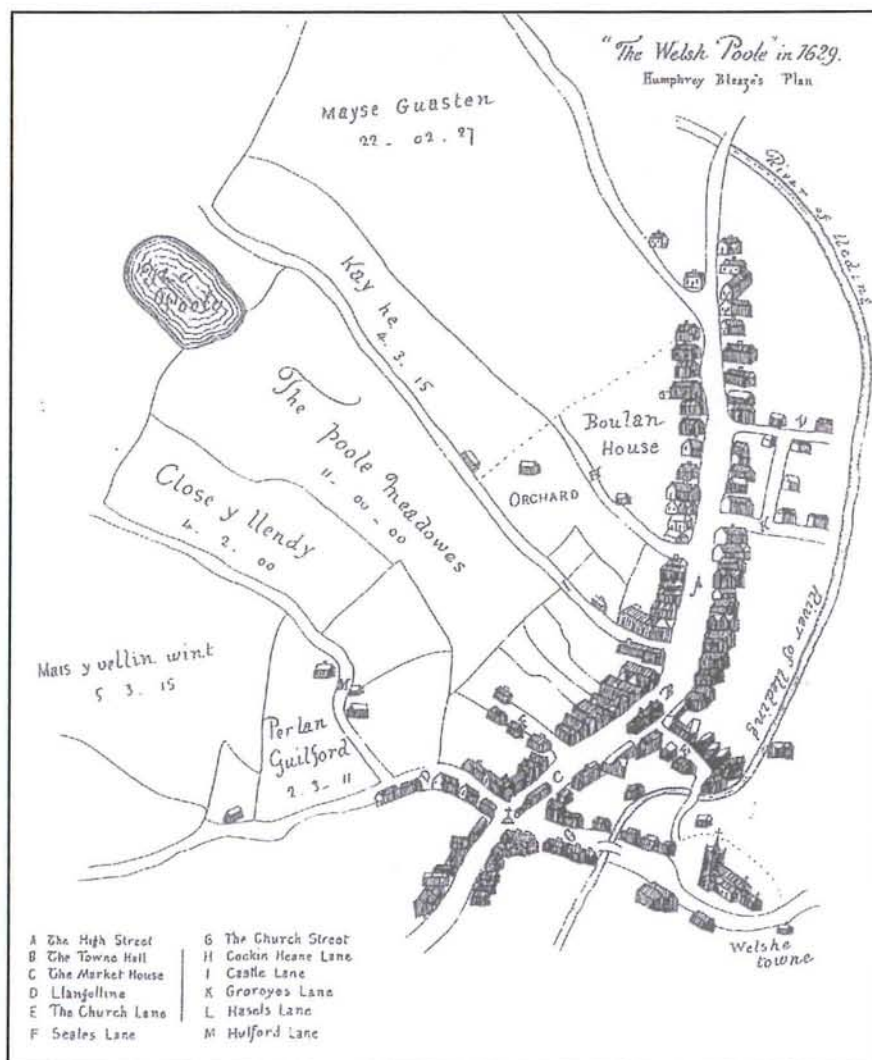 "The Welsh Poole" in 1629.
Humphrey Bleaze's Plan
Mayse Guasten
22 - 02 . 27
River of
Kay he
4 . 3 . 15
The poole meadowes
11 - 00 - 00
Boulan
House
ORCHARD
Close y llendy
4 . 2 . 00
A
River of
Mais y vellin wint
5 . 3 . 15
M
Perlan
Guilford
2 . 3 - 11
B
C
D
G
Welshe
towne
A The High Street
B The Towne Hall
C The Market House
D Llanfolline
E The Church Lane
F Seales Lane
G The Church Street
H Cockin Heane Lane
I Castle Lane
K Groroyos Lane
L Hasels Lane
M Hulford Lane